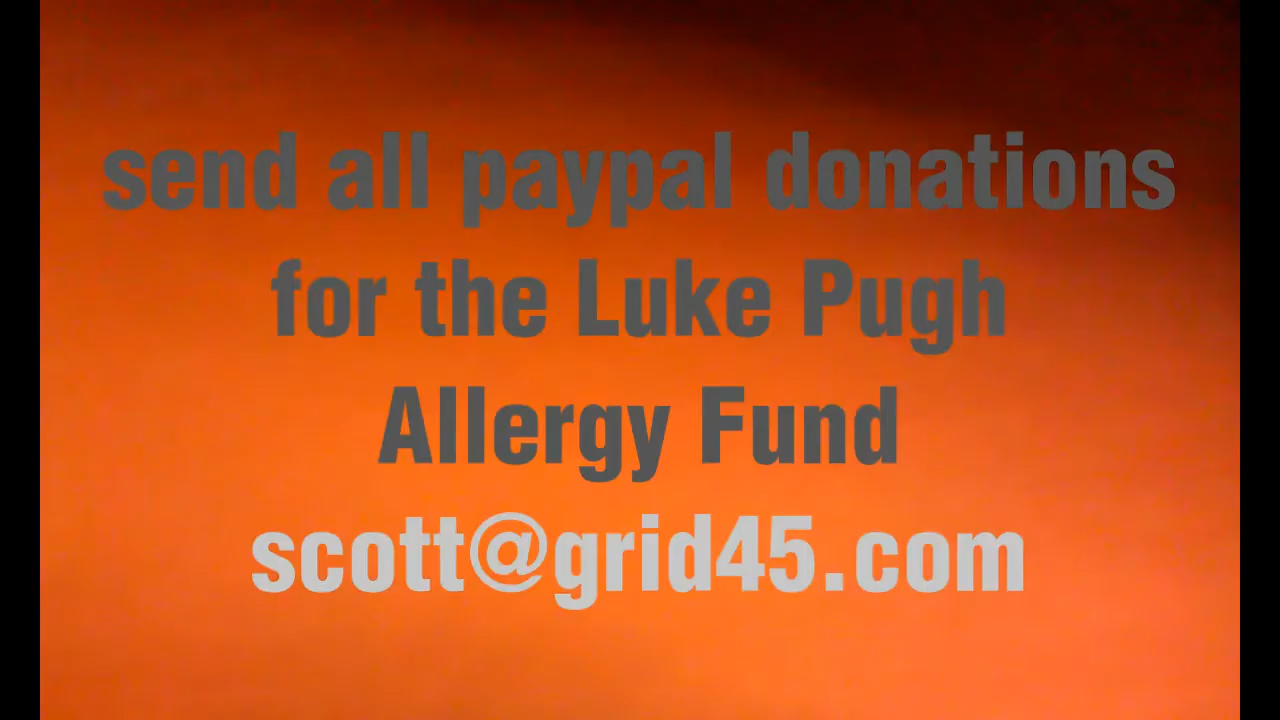 send all paypal donations
for the Luke Pugh
Allergy Fund
scott@grid45.com